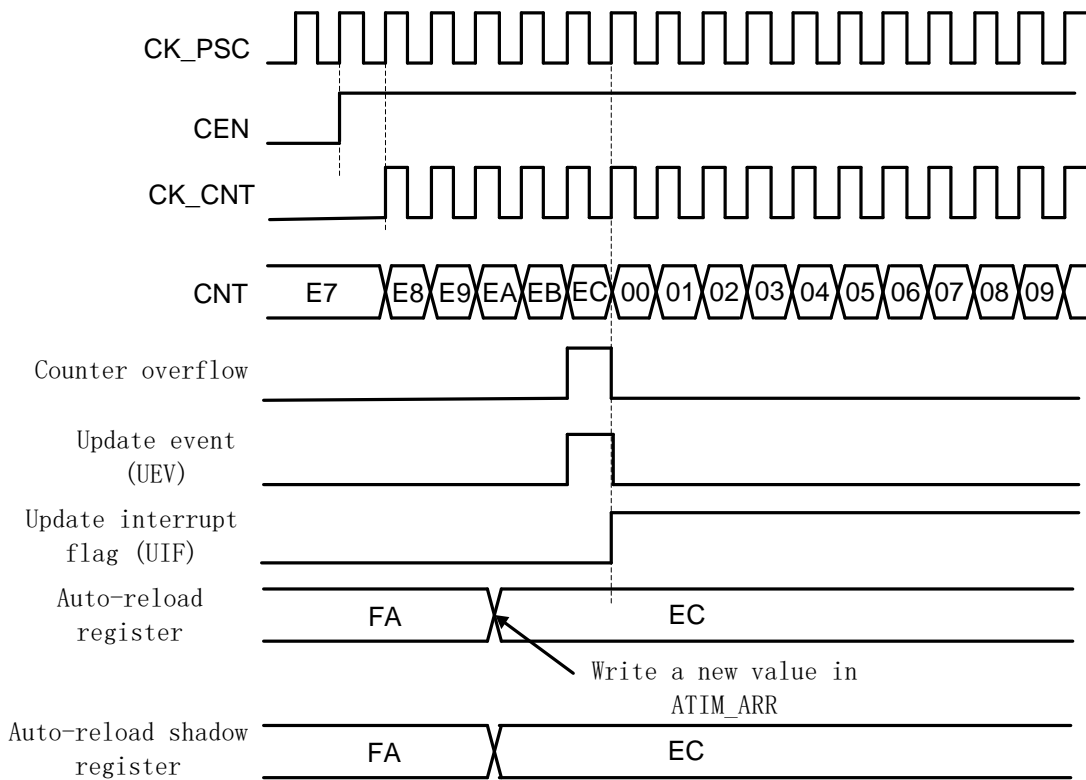 CK_PSC
CEN
CK_CNT
CNT E7 E8 E9 EA EB EC 00 01 02 03 04 05 06 07 08 09
Counter overflow
Update event
(UEV)
Update interrupt
flag (UIF)
Auto-reload
register
FA EC
Write a new value in
ATIM_ARR
Auto-reload shadow
register
FA EC